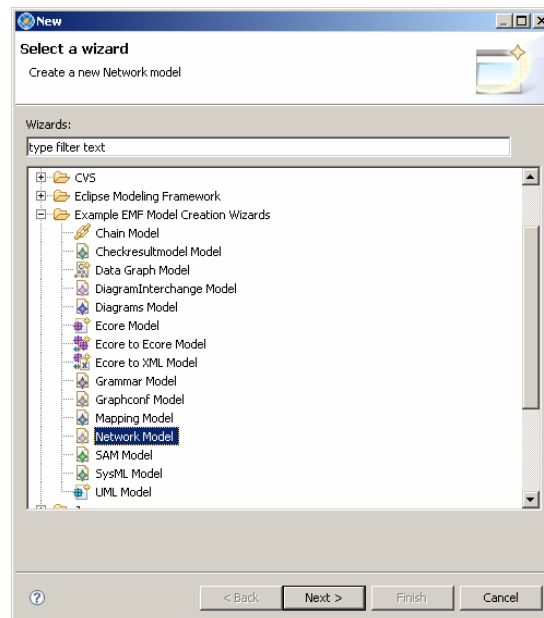 New
Select a wizard
Create a new Network model
Wizards:
type filter text
CVS
Eclipse Modeling Framework
Example EMF Model Creation Wizards
Chain Model
Checkresultmodel Model
Data Graph Model
DiagramInterchange Model
Diagrams Model
Ecore Model
Ecore to Ecore Model
Ecore to XML Model
Grammar Model
Graphconf Model
Mapping Model
Network Model
SAM Model
SysML Model
UML Model
< Back Next > Finish Cancel